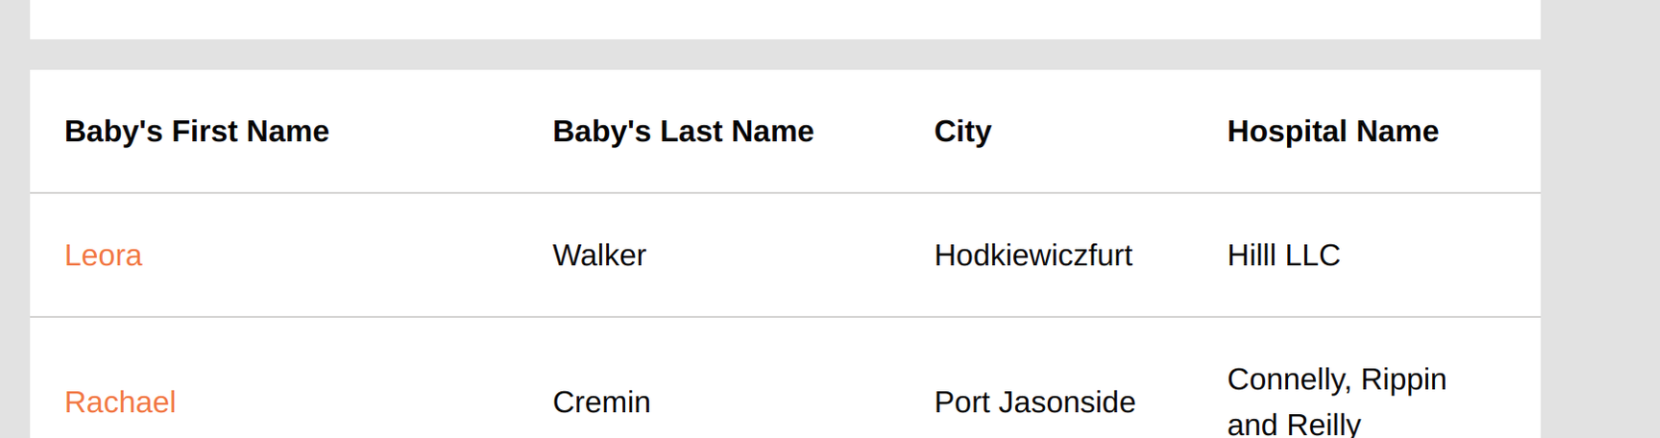 Baby's First Name Baby's Last Name City Hospital Name
Leora Walker Hodkiewiczfurt Hilll LLC
Rachael Cremin Port Jasonside Connelly, Rippin
and Reilly